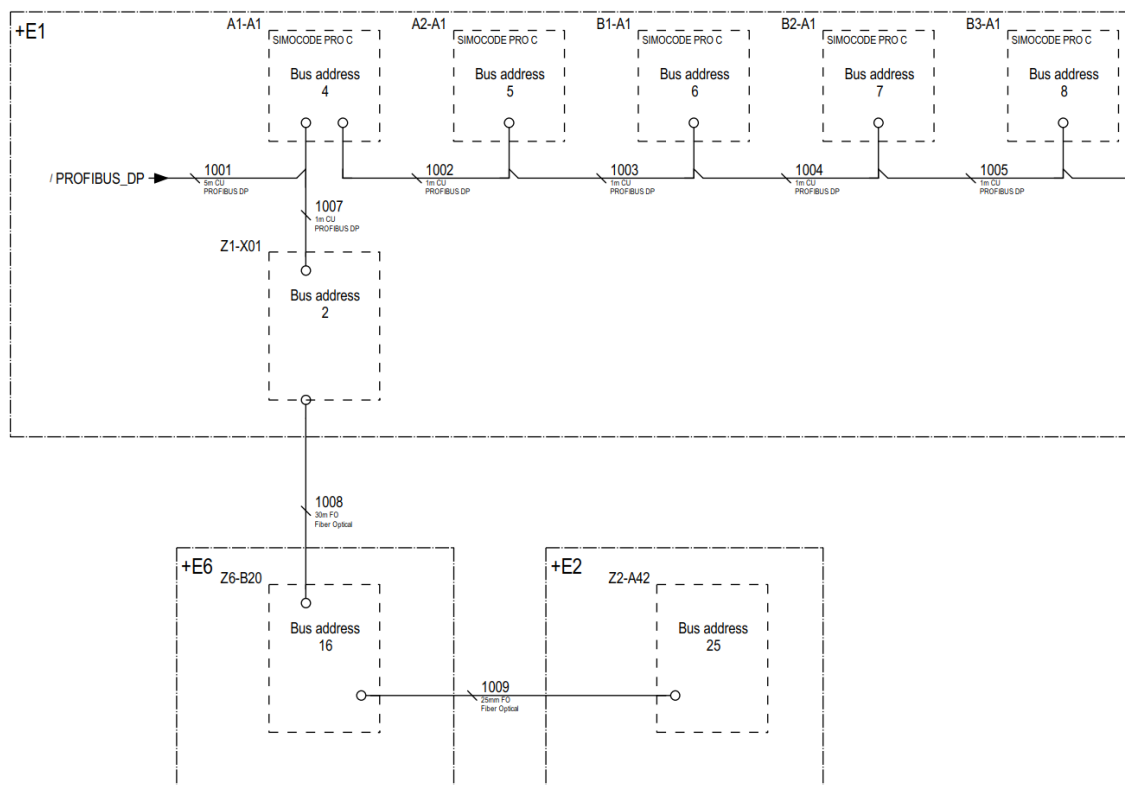 +E1
A1-A1
SIMOCODE PRO C
Bus address
4
A2-A1
SIMOCODE PRO C
Bus address
5
B1-A1
SIMOCODE PRO C
Bus address
6
B2-A1
SIMOCODE PRO C
Bus address
7
B3-A1
SIMOCODE PRO C
Bus address
8
/ PROFIBUS_DP
1001
5m CU
PROFIBUS DP
1002
1m CU
PROFIBUS DP
1003
1m CU
PROFIBUS DP
1004
1m CU
PROFIBUS DP
1005
1m CU
PROFIBUS DP
1007
1m CU
PROFIBUS DP
Z1-X01
Bus address
2
1008
30m FO
Fiber Optical
+E6
Z6-B20
Bus address
16
1009
25mm FO
Fiber Optical
+E2
Z2-A42
Bus address
25